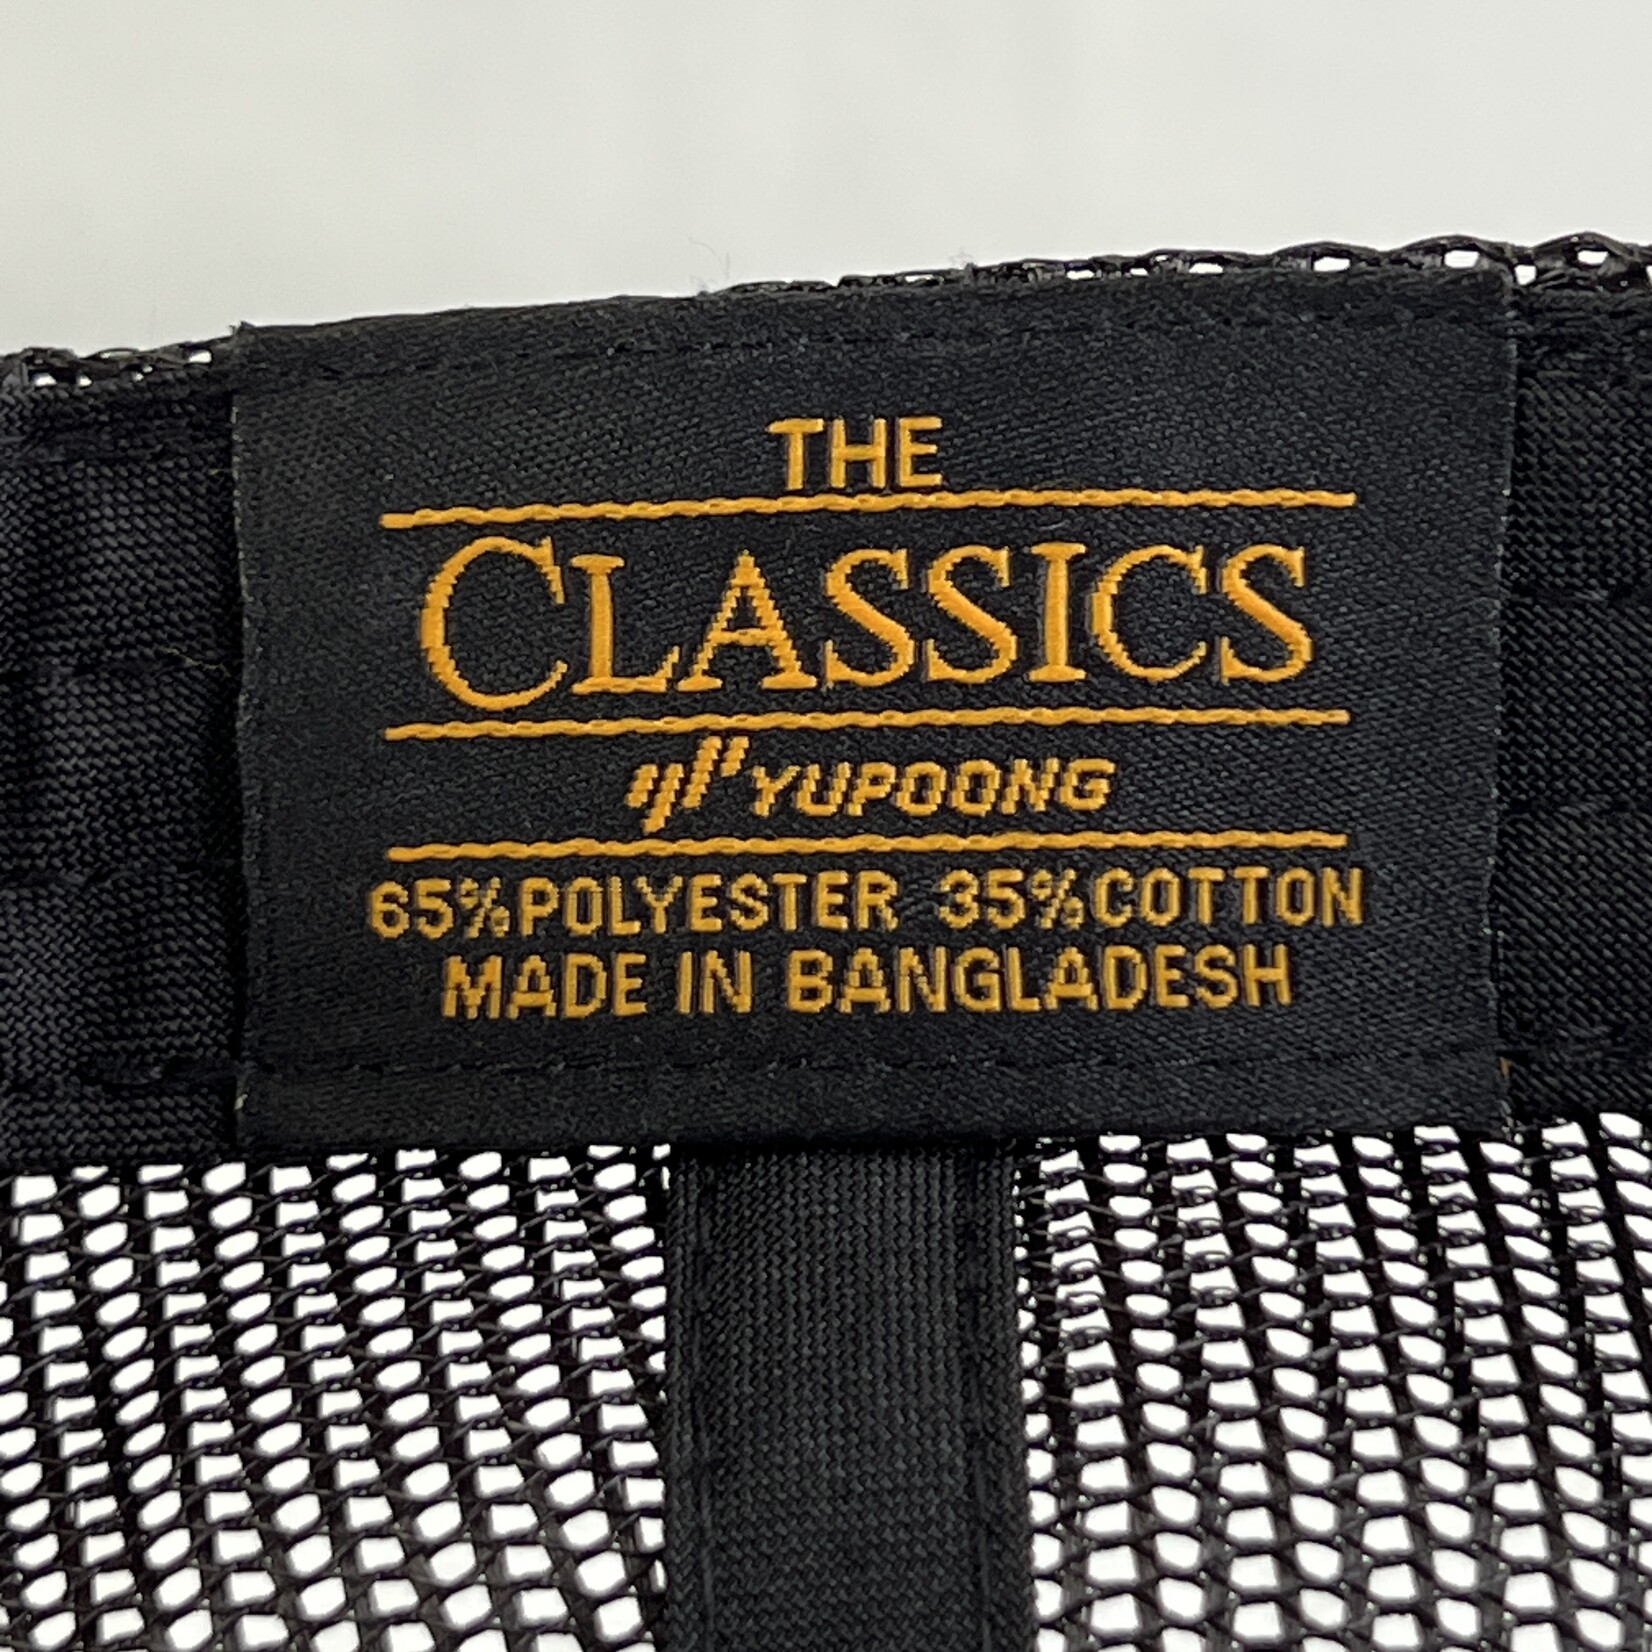 THE
CLASSICS
YUPOONG
65% POLYESTER 35% COTTON
MADE IN BANGLADESH